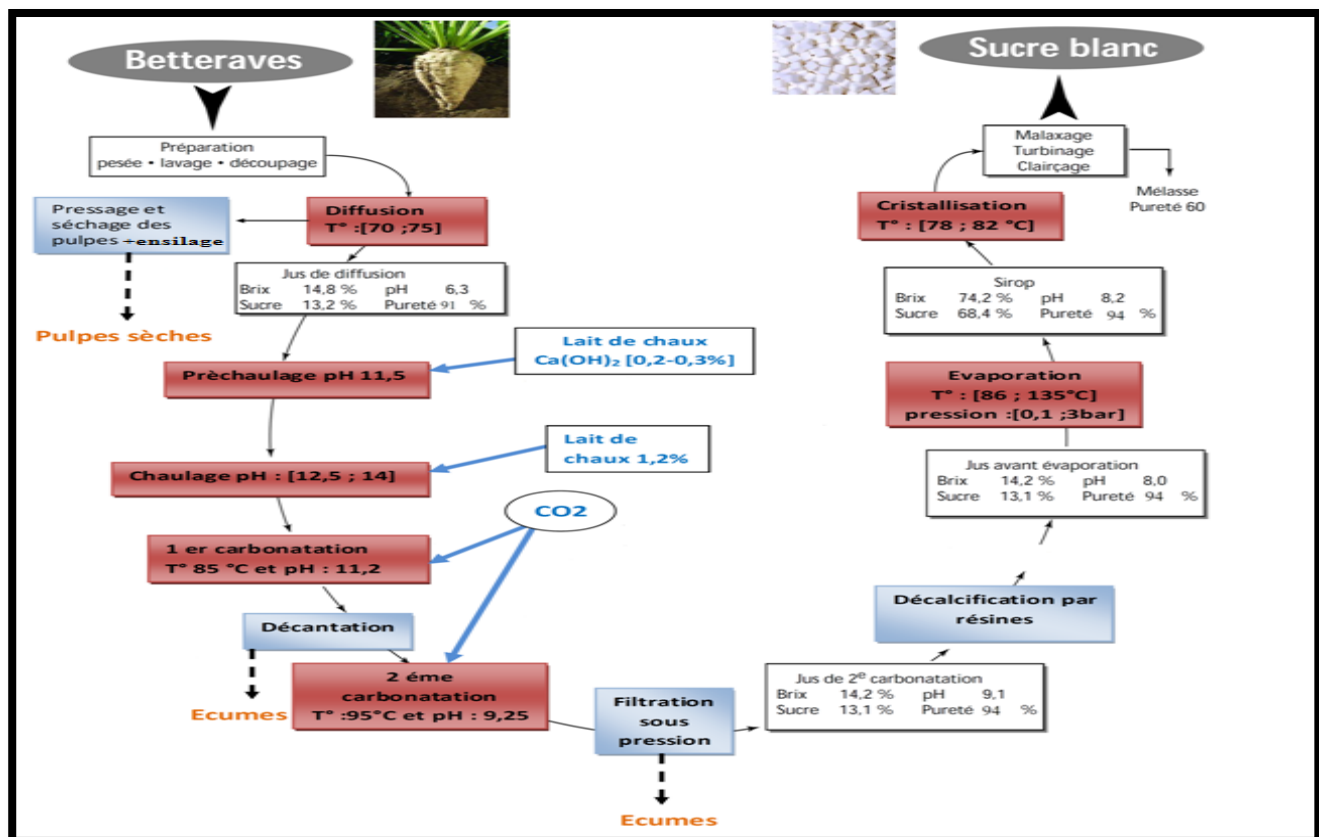 Betteraves
Préparation
pesée • lavage • découpage
Pressage et
séchage des
pulpes +ensilage
Pulpes sèches
Diffusion
T° :[70 ;75]
Jus de diffusion
Brix 14,8 % pH 6,3
Sucre 13,2 % Pureté 91 %
Lait de chaux
Ca(OH)₂ [0,2-0,3%]
Prèchaulage pH 11,5
Lait de
chaux 1,2%
Chaulage pH : [12,5 ; 14]
CO2
1 er carbonatation
T° 85 °C et pH : 11,2
Décantation
Ecumes
2 éme
carbonatation
T° :95°C et pH : 9,25
Filtration
sous
pression
Ecumes
Jus de 2e carbonatation
Brix 14,2 % pH 9,1
Sucre 13,1 % Pureté 94 %
Décalcification par
résines
Jus avant évaporation
Brix 14,2 % pH 8,0
Sucre 13,1 % Pureté 94 %
Evaporation
T° : [86 ; 135°C]
pression :[0,1 ;3bar]
Sirop
Brix 74,2 % pH 8,2
Sucre 68,4 % Pureté 94 %
Cristallisation
T° : [78 ; 82 °C]
Malaxage
Turbinage
Clairçage
Mélasse
Pureté 60
Sucre blanc